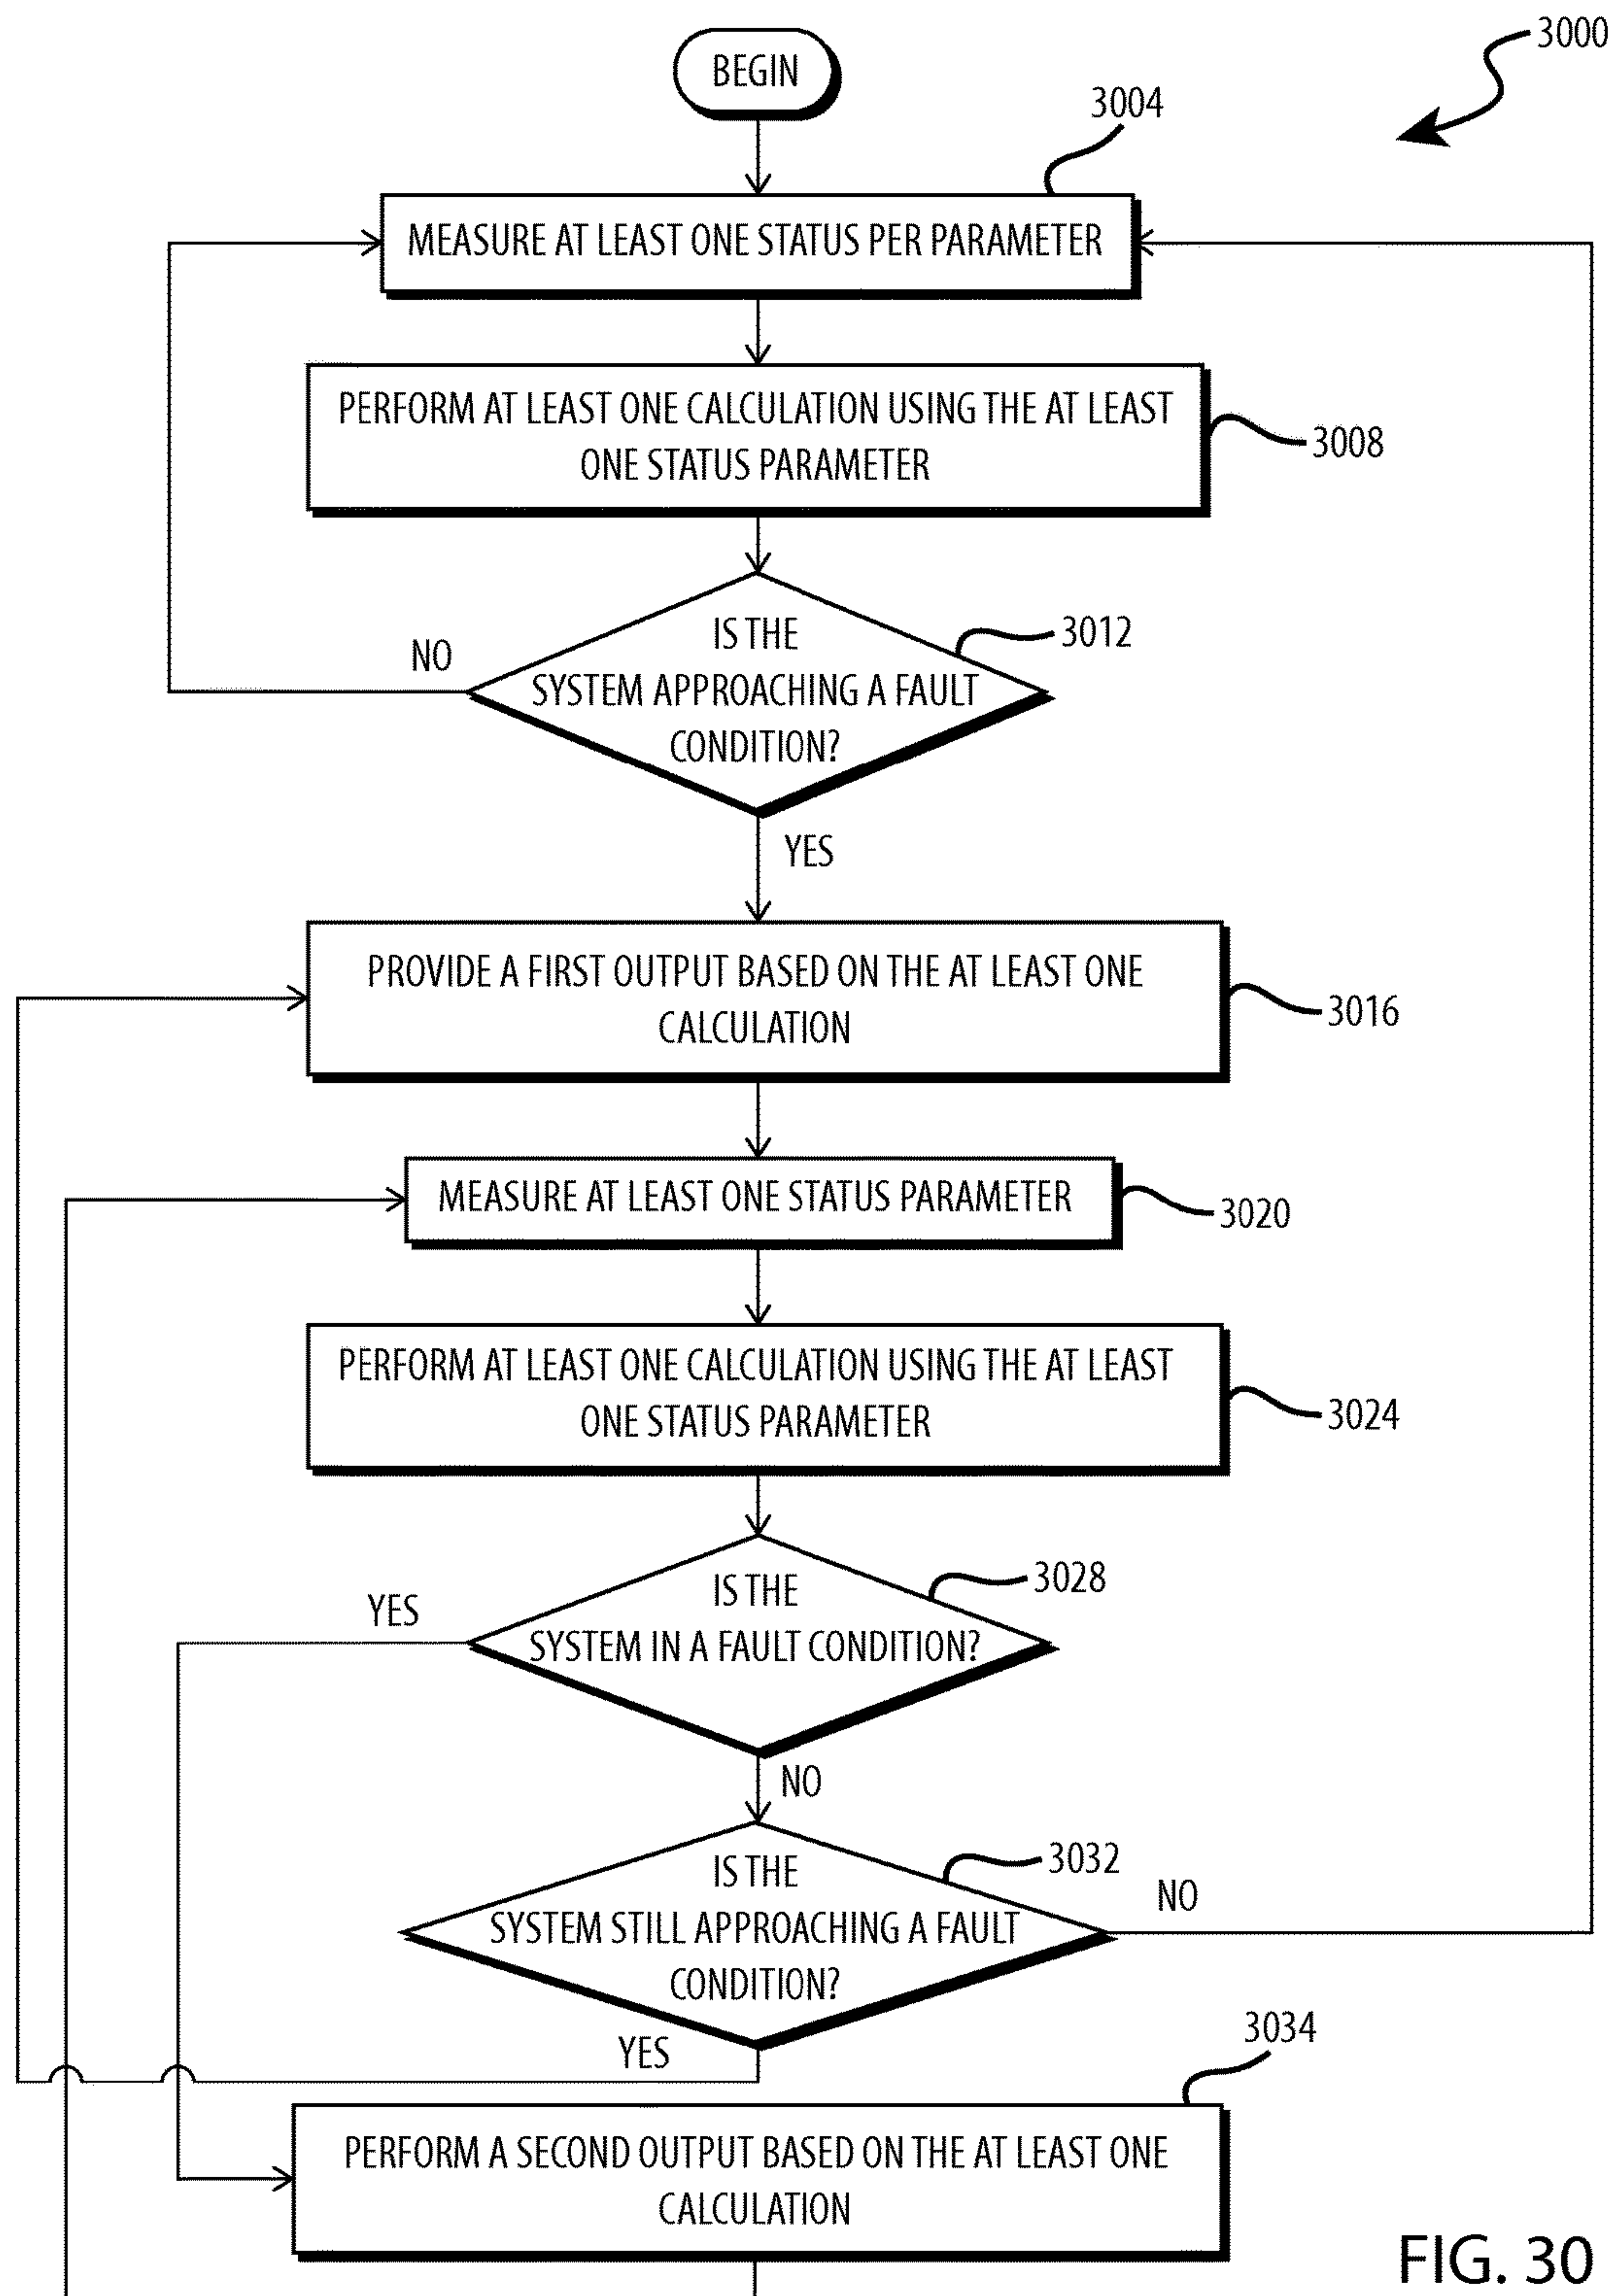 3000
BEGIN
3004
MEASURE AT LEAST ONE STATUS PER PARAMETER
PERFORM AT LEAST ONE CALCULATION USING THE AT LEAST
ONE STATUS PARAMETER
3008
IS THE
SYSTEM APPROACHING A FAULT
CONDITION?
3012
NO
YES
PROVIDE A FIRST OUTPUT BASED ON THE AT LEAST ONE
CALCULATION
3016
MEASURE AT LEAST ONE STATUS PARAMETER
3020
PERFORM AT LEAST ONE CALCULATION USING THE AT LEAST
ONE STATUS PARAMETER
3024
IS THE
SYSTEM IN A FAULT CONDITION?
3028
YES
NO
IS THE
SYSTEM STILL APPROACHING A FAULT
CONDITION?
3032
NO
YES
3034
PERFORM A SECOND OUTPUT BASED ON THE AT LEAST ONE
CALCULATION
FIG. 30